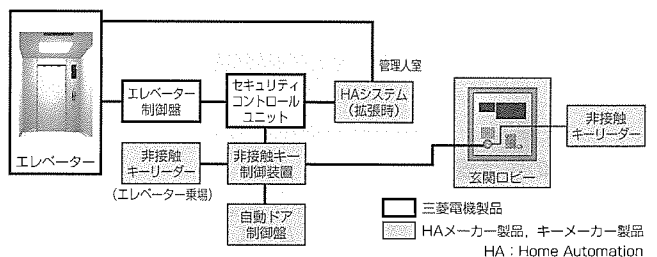 管理人室
エレベーター
エレベーター
制御盤
セキュリティ
コントロール
ユニット
HAシステム
(拡張時)
非接触
キーリーダー
(エレベーター乗場)
非接触キー
制御装置
自動ドア
制御盤
玄関ロビー
非接触
キーリーダー
三菱電機製品
HAメーカー製品，キーメーカー製品
HA：Home Automation